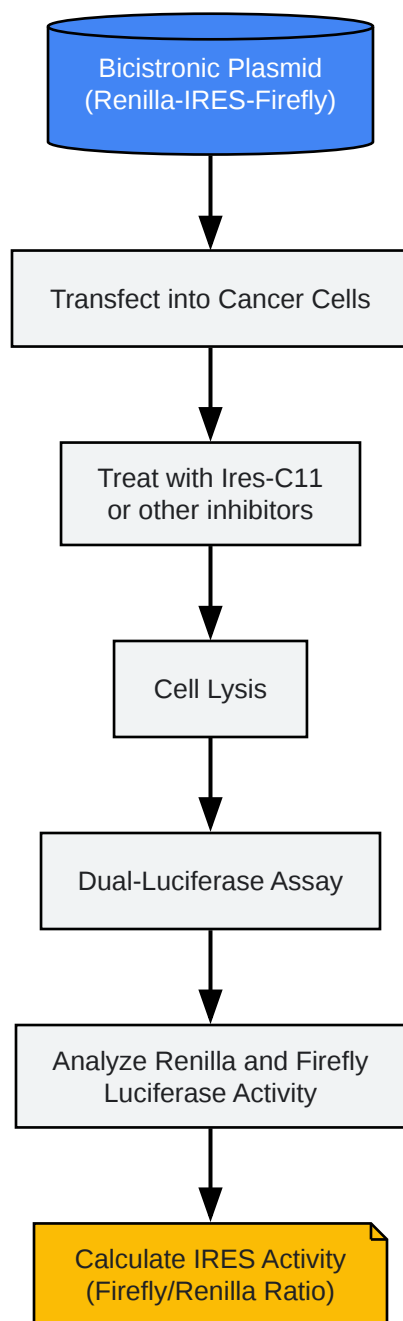 Bicistronic Plasmid
(Renilla-IRES-Firefly)
Transfect into Cancer Cells
Treat with Ires-C11
or other inhibitors
Cell Lysis
Dual-Luciferase Assay
Analyze Renilla and Firefly
Luciferase Activity
Calculate IRES Activity
(Firefly/Renilla Ratio)